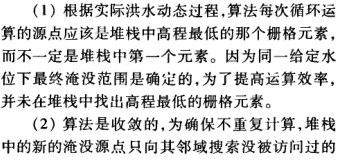 （1）根据实际洪水动态过程,算法每次循环运
算的源点应该是堆栈中高程最低的那个栅格元素,
而不一定是堆栈中第一个元素。因为同一给定水
位下最终淹没范围是确定的,为了提高运算效率,
并未在堆栈中找出高程最低的栅格元素。
（2）算法是收敛的,为确保不重复计算,堆栈
中的新的淹没源点只向其邻域搜索没被访问过的